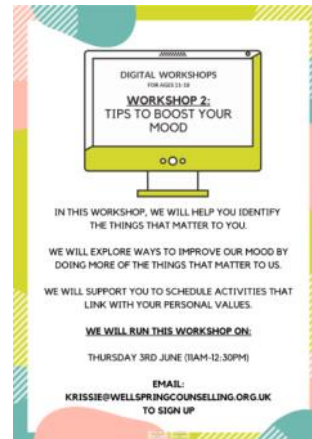 DIGITAL WORKSHOPS
FOR AGES 11-18
WORKSHOP 2:
TIPS TO BOOST YOUR
MOOD
IN THIS WORKSHOP, WE WILL HELP YOU IDENTIFY
THE THINGS THAT MATTER TO YOU.
WE WILL EXPLORE WAYS TO IMPROVE OUR MOOD BY
DOING MORE OF THE THINGS THAT MATTER TO US.
WE WILL SUPPORT YOU TO SCHEDULE ACTIVITIES THAT
LINK WITH YOUR PERSONAL VALUES.
WE WILL RUN THIS WORKSHOP ON:
THURSDAY 3RD JUNE (11AM-12:30PM)
EMAIL:
KRISSIE@WELLSPRINGCOUNSELLING.ORG.UK
TO SIGN UP